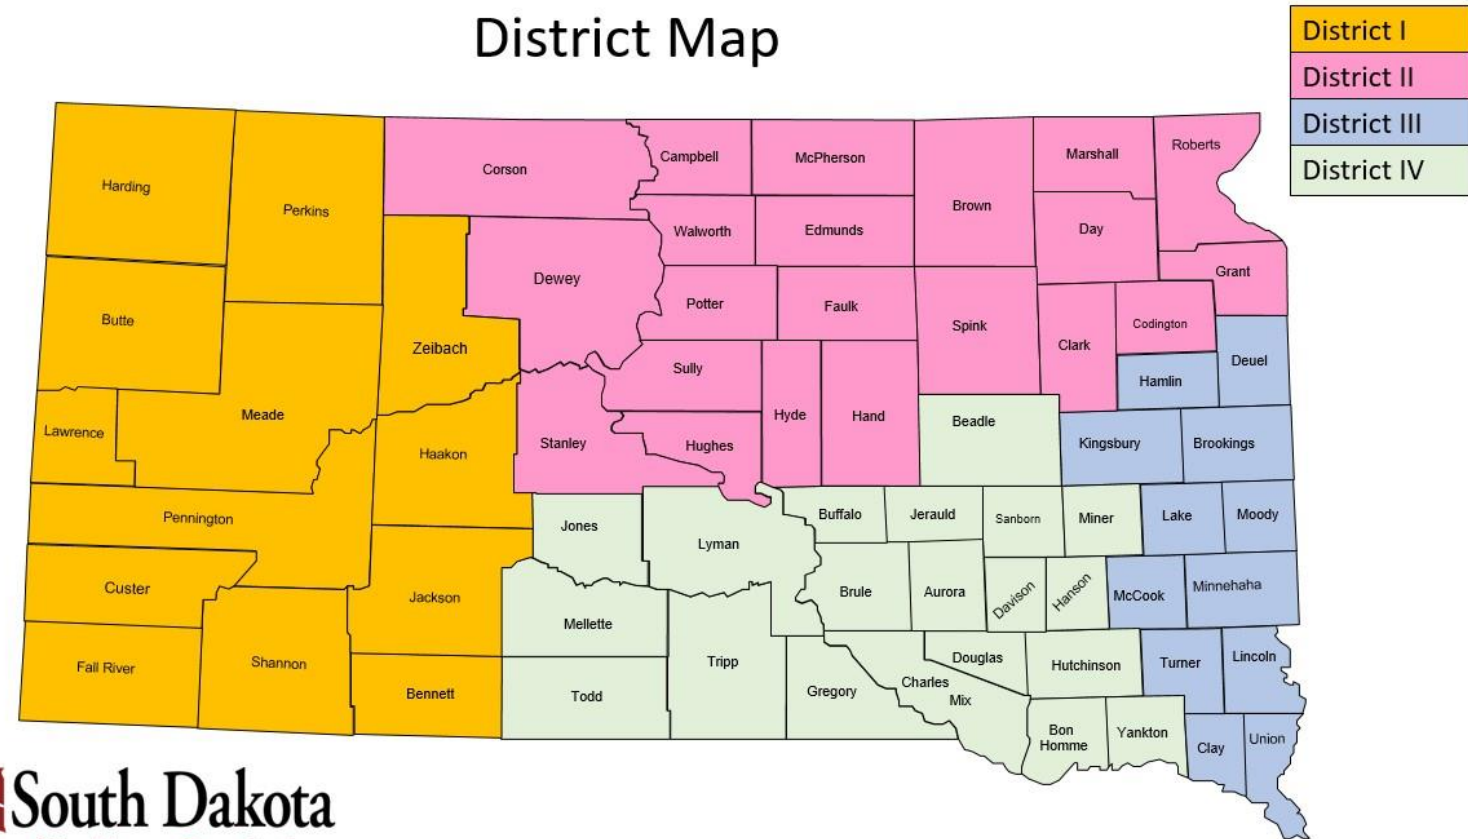 District Map
District I
District II
District III
District IV
Harding
Perkins
Corson
Campbell
McPherson
Brown
Marshall
Roberts
Walworth
Edmunds
Day
Grant
Butte
Zeibach
Dewey
Potter
Faulk
Spink
Clark
Codington
Deuel
Hamlin
Lawrence
Meade
Haakon
Stanley
Sully
Hughes
Hyde
Hand
Beadle
Kingsbury
Brookings
Pennington
Jones
Lyman
Buffalo
Jerauld
Sanborn
Miner
Lake
Moody
Custer
Jackson
Mellette
Brule
Aurora
Davison
Hanson
McCook
Minnehaha
Fall River
Shannon
Bennett
Todd
Tripp
Gregory
Charles
Mix
Douglas
Hutchinson
Turner
Lincoln
Bon
Homme
Yankton
Clay
Union
South Dakota